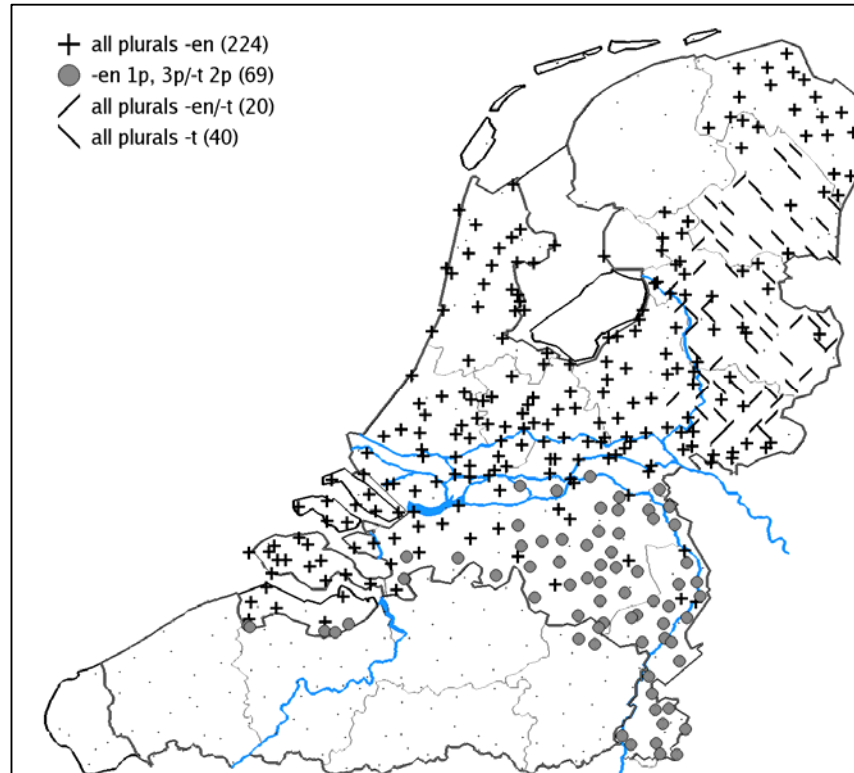 all plurals -en (224)
-en 1p, 3p/-t 2p (69)
all plurals -en/-t (20)
all plurals -t (40)